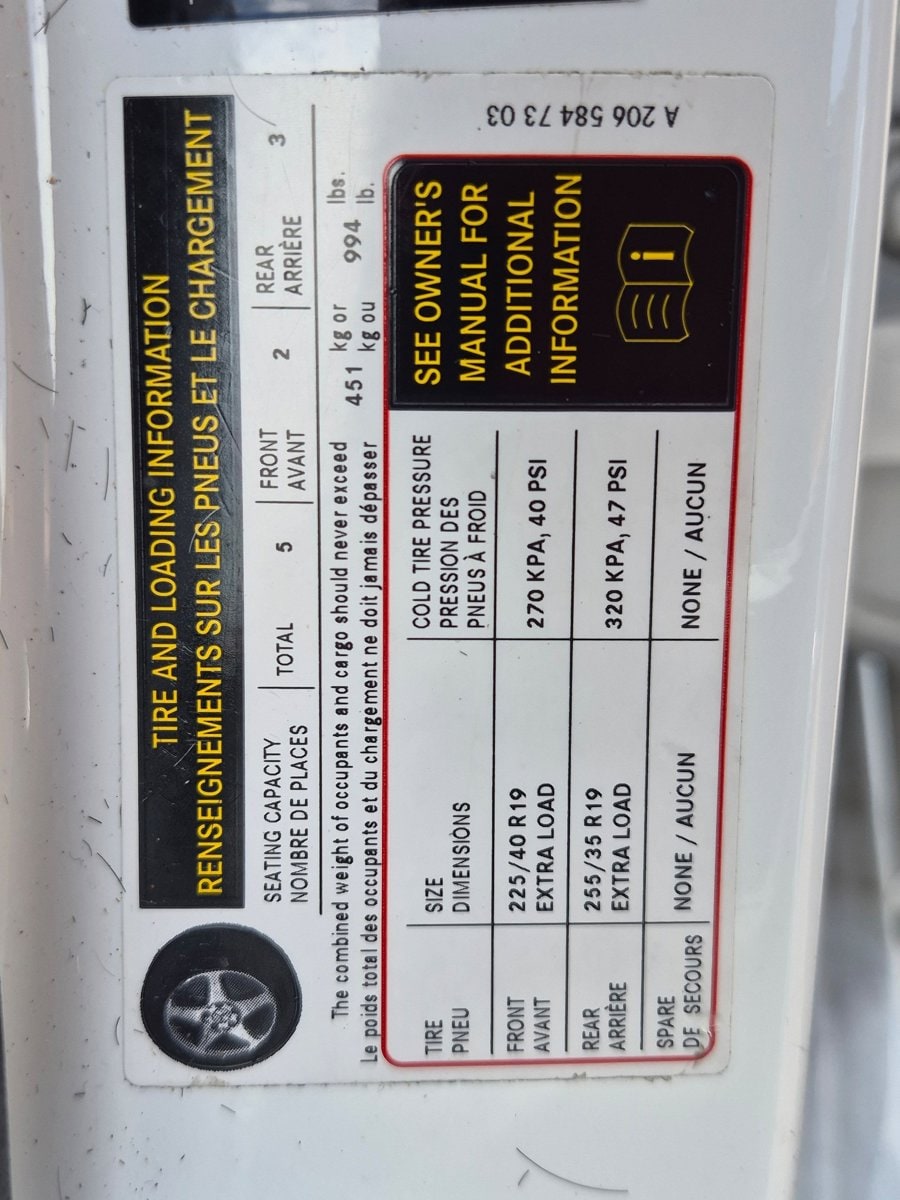 TIRE AND LOADING INFORMATION
RENSEIGNEMENTS SUR LES PNEUS ET LE CHARGEMENT
SEATING CAPACITY
NOMBRE DE PLACES
TOTAL 5
FRONT
AVANT
2
REAR
ARRIÈRE
3
The combined weight of occupants and cargo should never exceed 451 kg or 994 lbs.
Le poids total des occupants et du chargement ne doit jamais dépasser kg ou lb.
TIRE
PNEU
SIZE
DIMENSIONS
COLD TIRE PRESSURE
PRESSION DES
PNEUS À FROID
FRONT
AVANT
225/40 R19
EXTRA LOAD
270 KPA, 40 PSI
REAR
ARRIÈRE
255/35 R19
EXTRA LOAD
320 KPA, 47 PSI
SPARE
DE SECOURS
NONE / AUCUN
NONE / AUCUN
SEE OWNER'S
MANUAL FOR
ADDITIONAL
INFORMATION
i
A 206 584 73 03